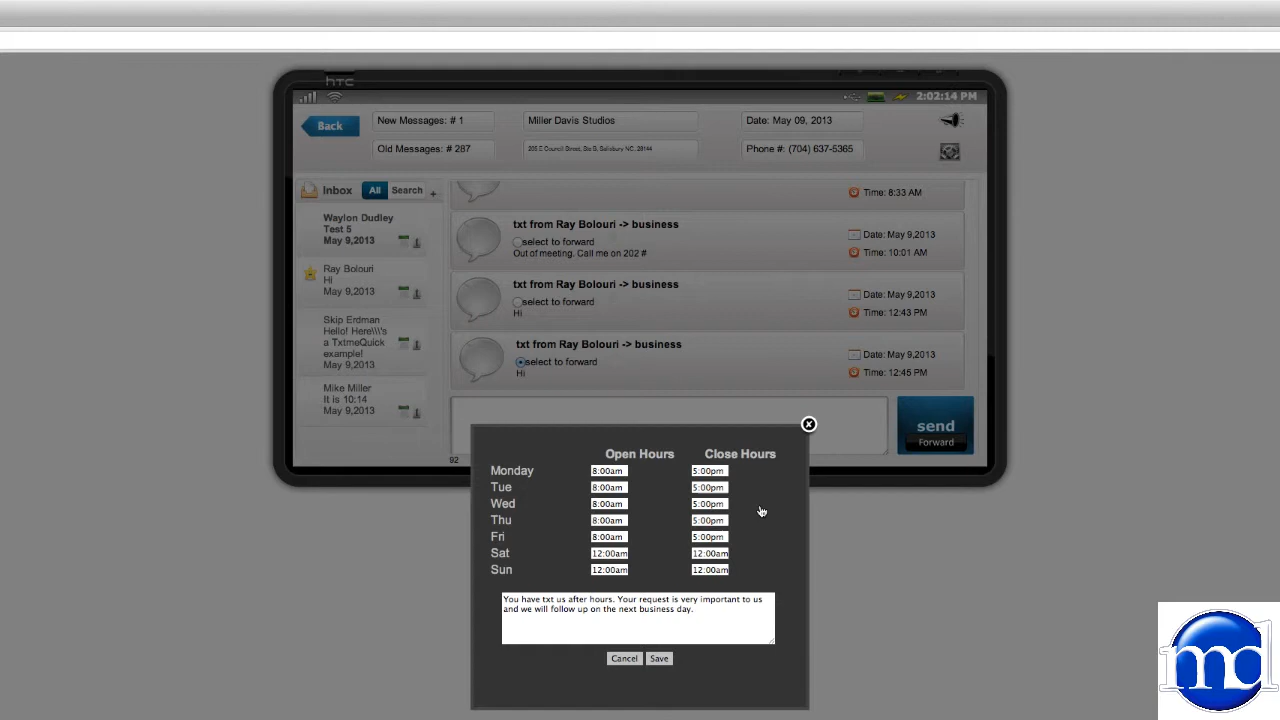 htc
2:02:14 PM
Back
New Messages: # 1
Miller Davis Studios
Date: May 09, 2013
Old Messages: # 287
205 E Council Street, Ste B, Salisbury NC, 28144
Phone #: (704) 637-5365
Inbox
All
Search
+
Waylon Dudley
Test 5
May 9,2013
Ray Bolouri
Hi
May 9,2013
Skip Erdman
Hello! Here\\\'s
a TxtmeQuick
example!
May 9,2013
Mike Miller
It is 10:14
May 9,2013
Time: 8:33 AM
txt from Ray Bolouri -> business
select to forward
Out of meeting. Call me on 202 #
Date: May 9,2013
Time: 10:01 AM
txt from Ray Bolouri -> business
select to forward
Hi
Date: May 9,2013
Time: 12:43 PM
txt from Ray Bolouri -> business
select to forward
Hi
Date: May 9,2013
Time: 12:45 PM
send
Forward
92
Open Hours Close Hours
Monday 8:00am 5:00pm
Tue 8:00am 5:00pm
Wed 8:00am 5:00pm
Thu 8:00am 5:00pm
Fri 8:00am 5:00pm
Sat 12:00am 12:00am
Sun 12:00am 12:00am
You have txt us after hours. Your request is very important to us
and we will follow up on the next business day.
Cancel Save
md